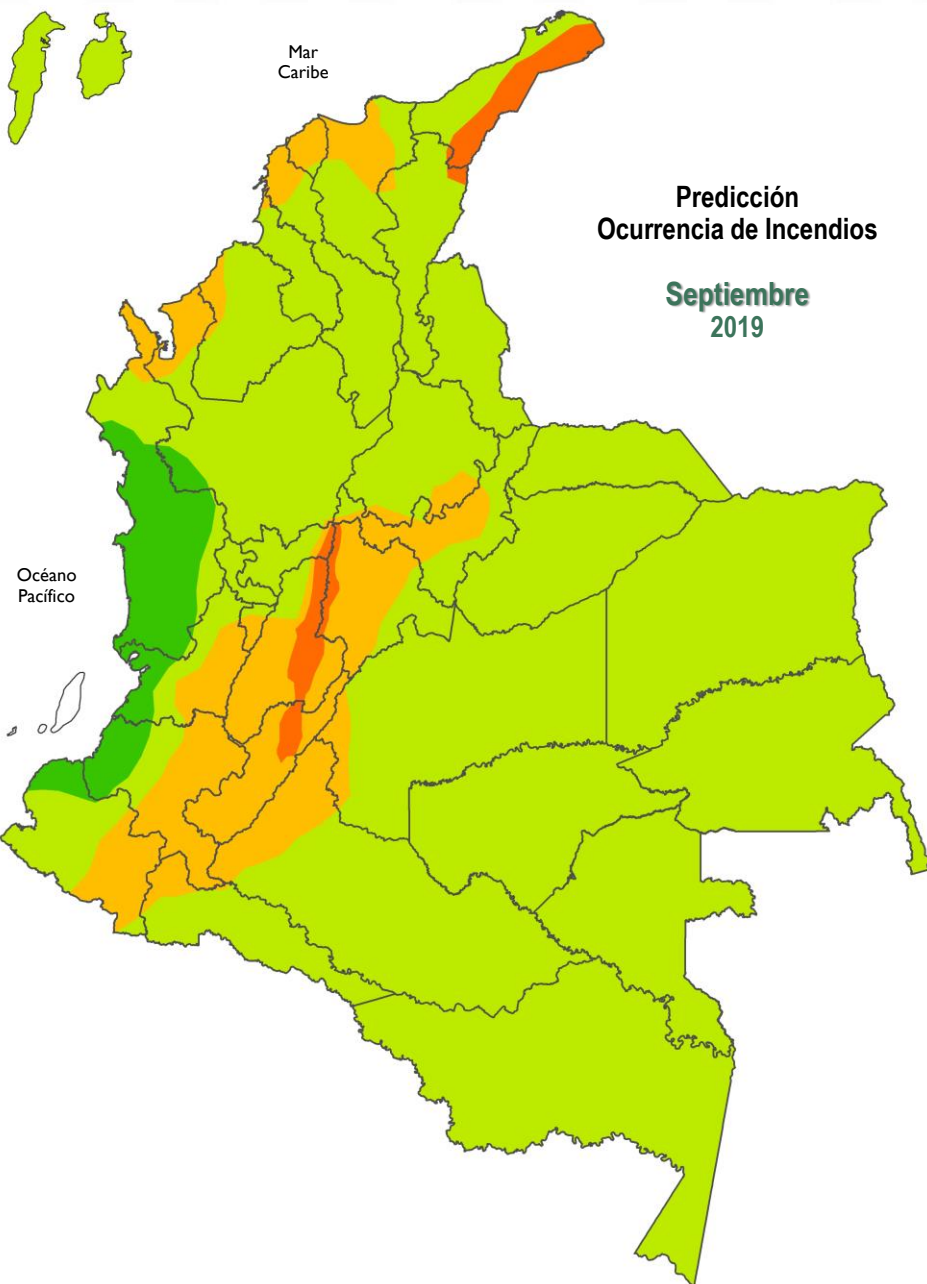 Mar
Caribe
Predicción
Ocurrencia de Incendios
Septiembre
2019
Océano
Pacífico